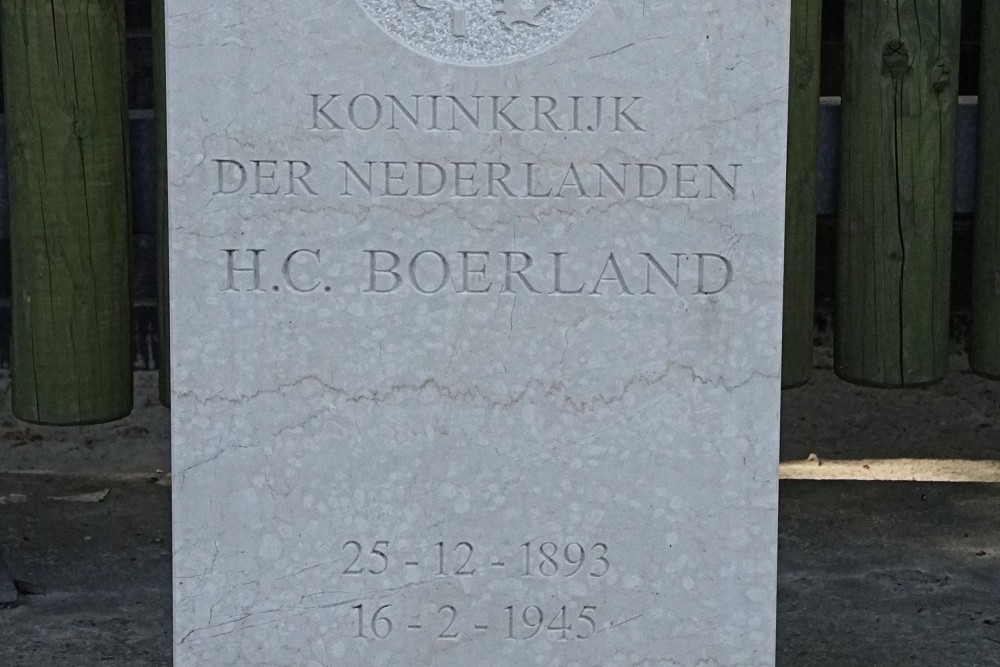 KONINKRIJK
DER NEDERLANDEN
H.C. BOERLAND
25 - 12 - 1893
16 - 2 - 1945